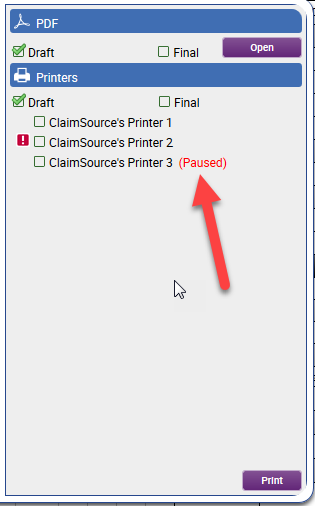 PDF
Draft Final Open
Printers
Draft Final
ClaimSource's Printer 1
ClaimSource's Printer 2
ClaimSource's Printer 3 (Paused)
Print